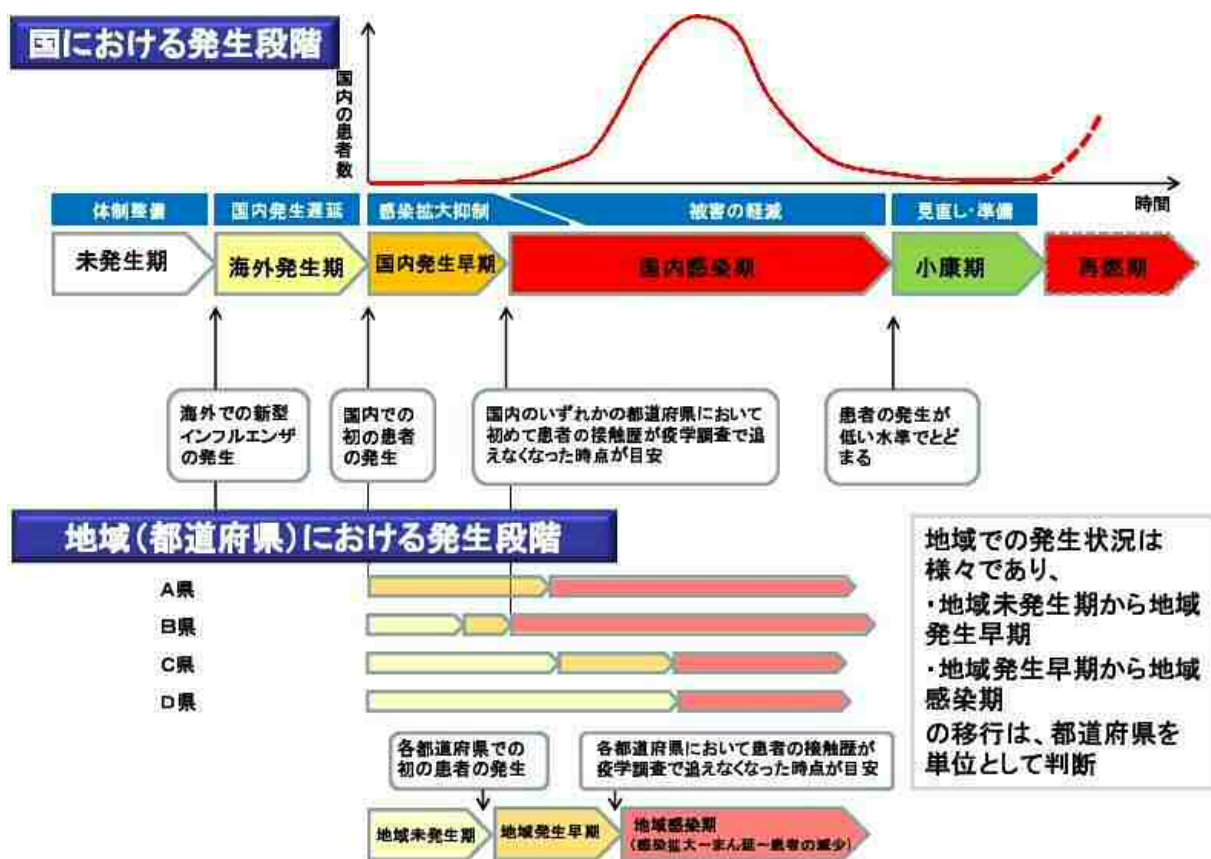 国における発生段階
国内の患者数
時間
体制整備
国内発生遅延
感染拡大抑制
被害の軽減
見直し・準備
未発生期
海外発生期
国内発生早期
国内感染期
小康期
再燃期
海外での新型
インフルエンザ
の発生
国内での
初の患者
の発生
国内のいずれかの都道府県において
初めて患者の接触歴が疫学調査で追
えなくなった時点が目安
患者の発生が
低い水準でとど
まる
地域(都道府県)における発生段階
A県
B県
C県
D県
地域での発生状況は
様々であり、
・地域未発生期から地域
発生早期
・地域発生早期から地域
感染期
の移行は、都道府県を
単位として判断
各都道府県での
初の患者の発生
各都道府県において患者の接触歴が
疫学調査で追えなくなった時点が目安
地域未発生期
地域発生早期
地域感染期
(感染拡大～まん延～患者の減少)